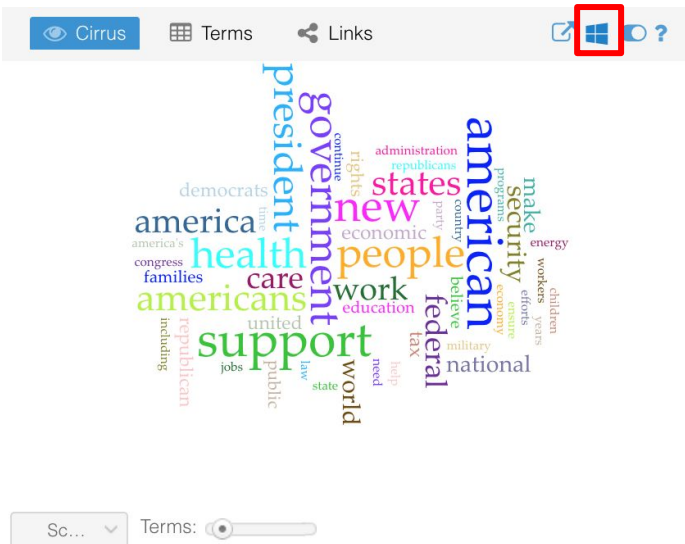 Cirrus Terms Links ?
president
government
american
continue
rights
administration
republicans
states
democrats
time
new
party
country
programs
security
make
america
economic
energy
america's
health
people
congress
families
care
workers
americans
work
education
believe
economy
efforts
children
ensure
years
united
federal
including
republican
support
tax
military
national
jobs
public
law
state
world
need
help
Sc... Terms: